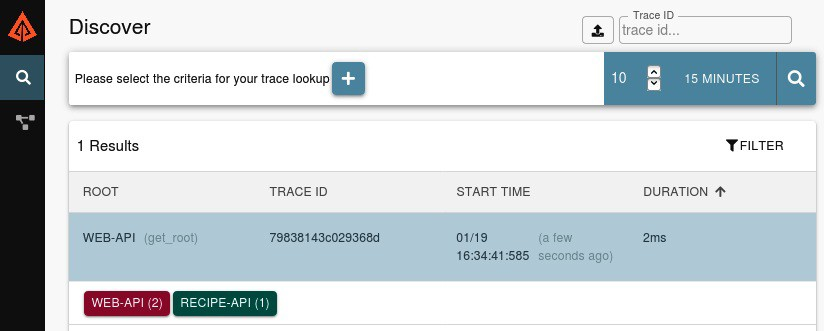 Discover
Trace ID
trace id...
Please select the criteria for your trace lookup
10
15 MINUTES
1 Results
FILTER
ROOT TRACE ID START TIME DURATION
WEB-API (get_root) 79838143c029368d 01/19 (a few 2ms
16:34:41:585 seconds ago)
WEB-API (2) RECIPE-API (1)